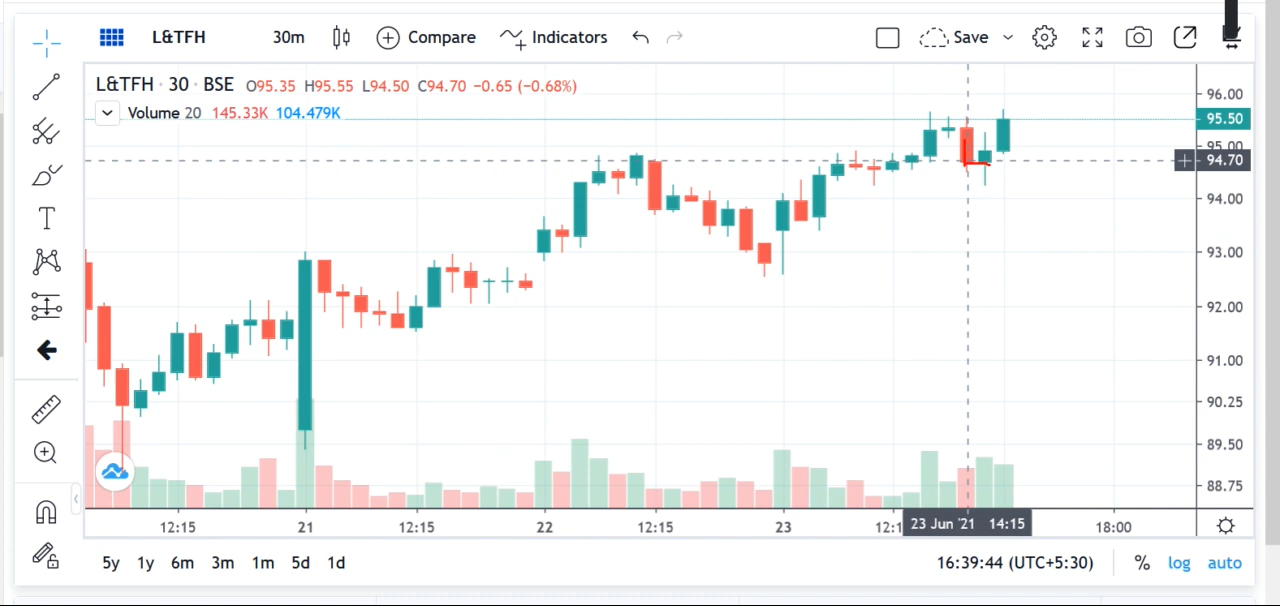 L&TFH 30m Compare Indicators Save
L&TFH · 30 · BSE O95.35 H95.55 L94.50 C94.70 −0.65 (−0.68%)
Volume 20 145.33K 104.479K
96.00
95.50
95.00
94.70
94.00
93.00
92.00
91.00
90.25
89.50
88.75
12:15 21 12:15 22 12:15 23 12:1 23 Jun '21 14:15 18:00
5y 1y 6m 3m 1m 5d 1d 16:39:44 (UTC+5:30) % log auto